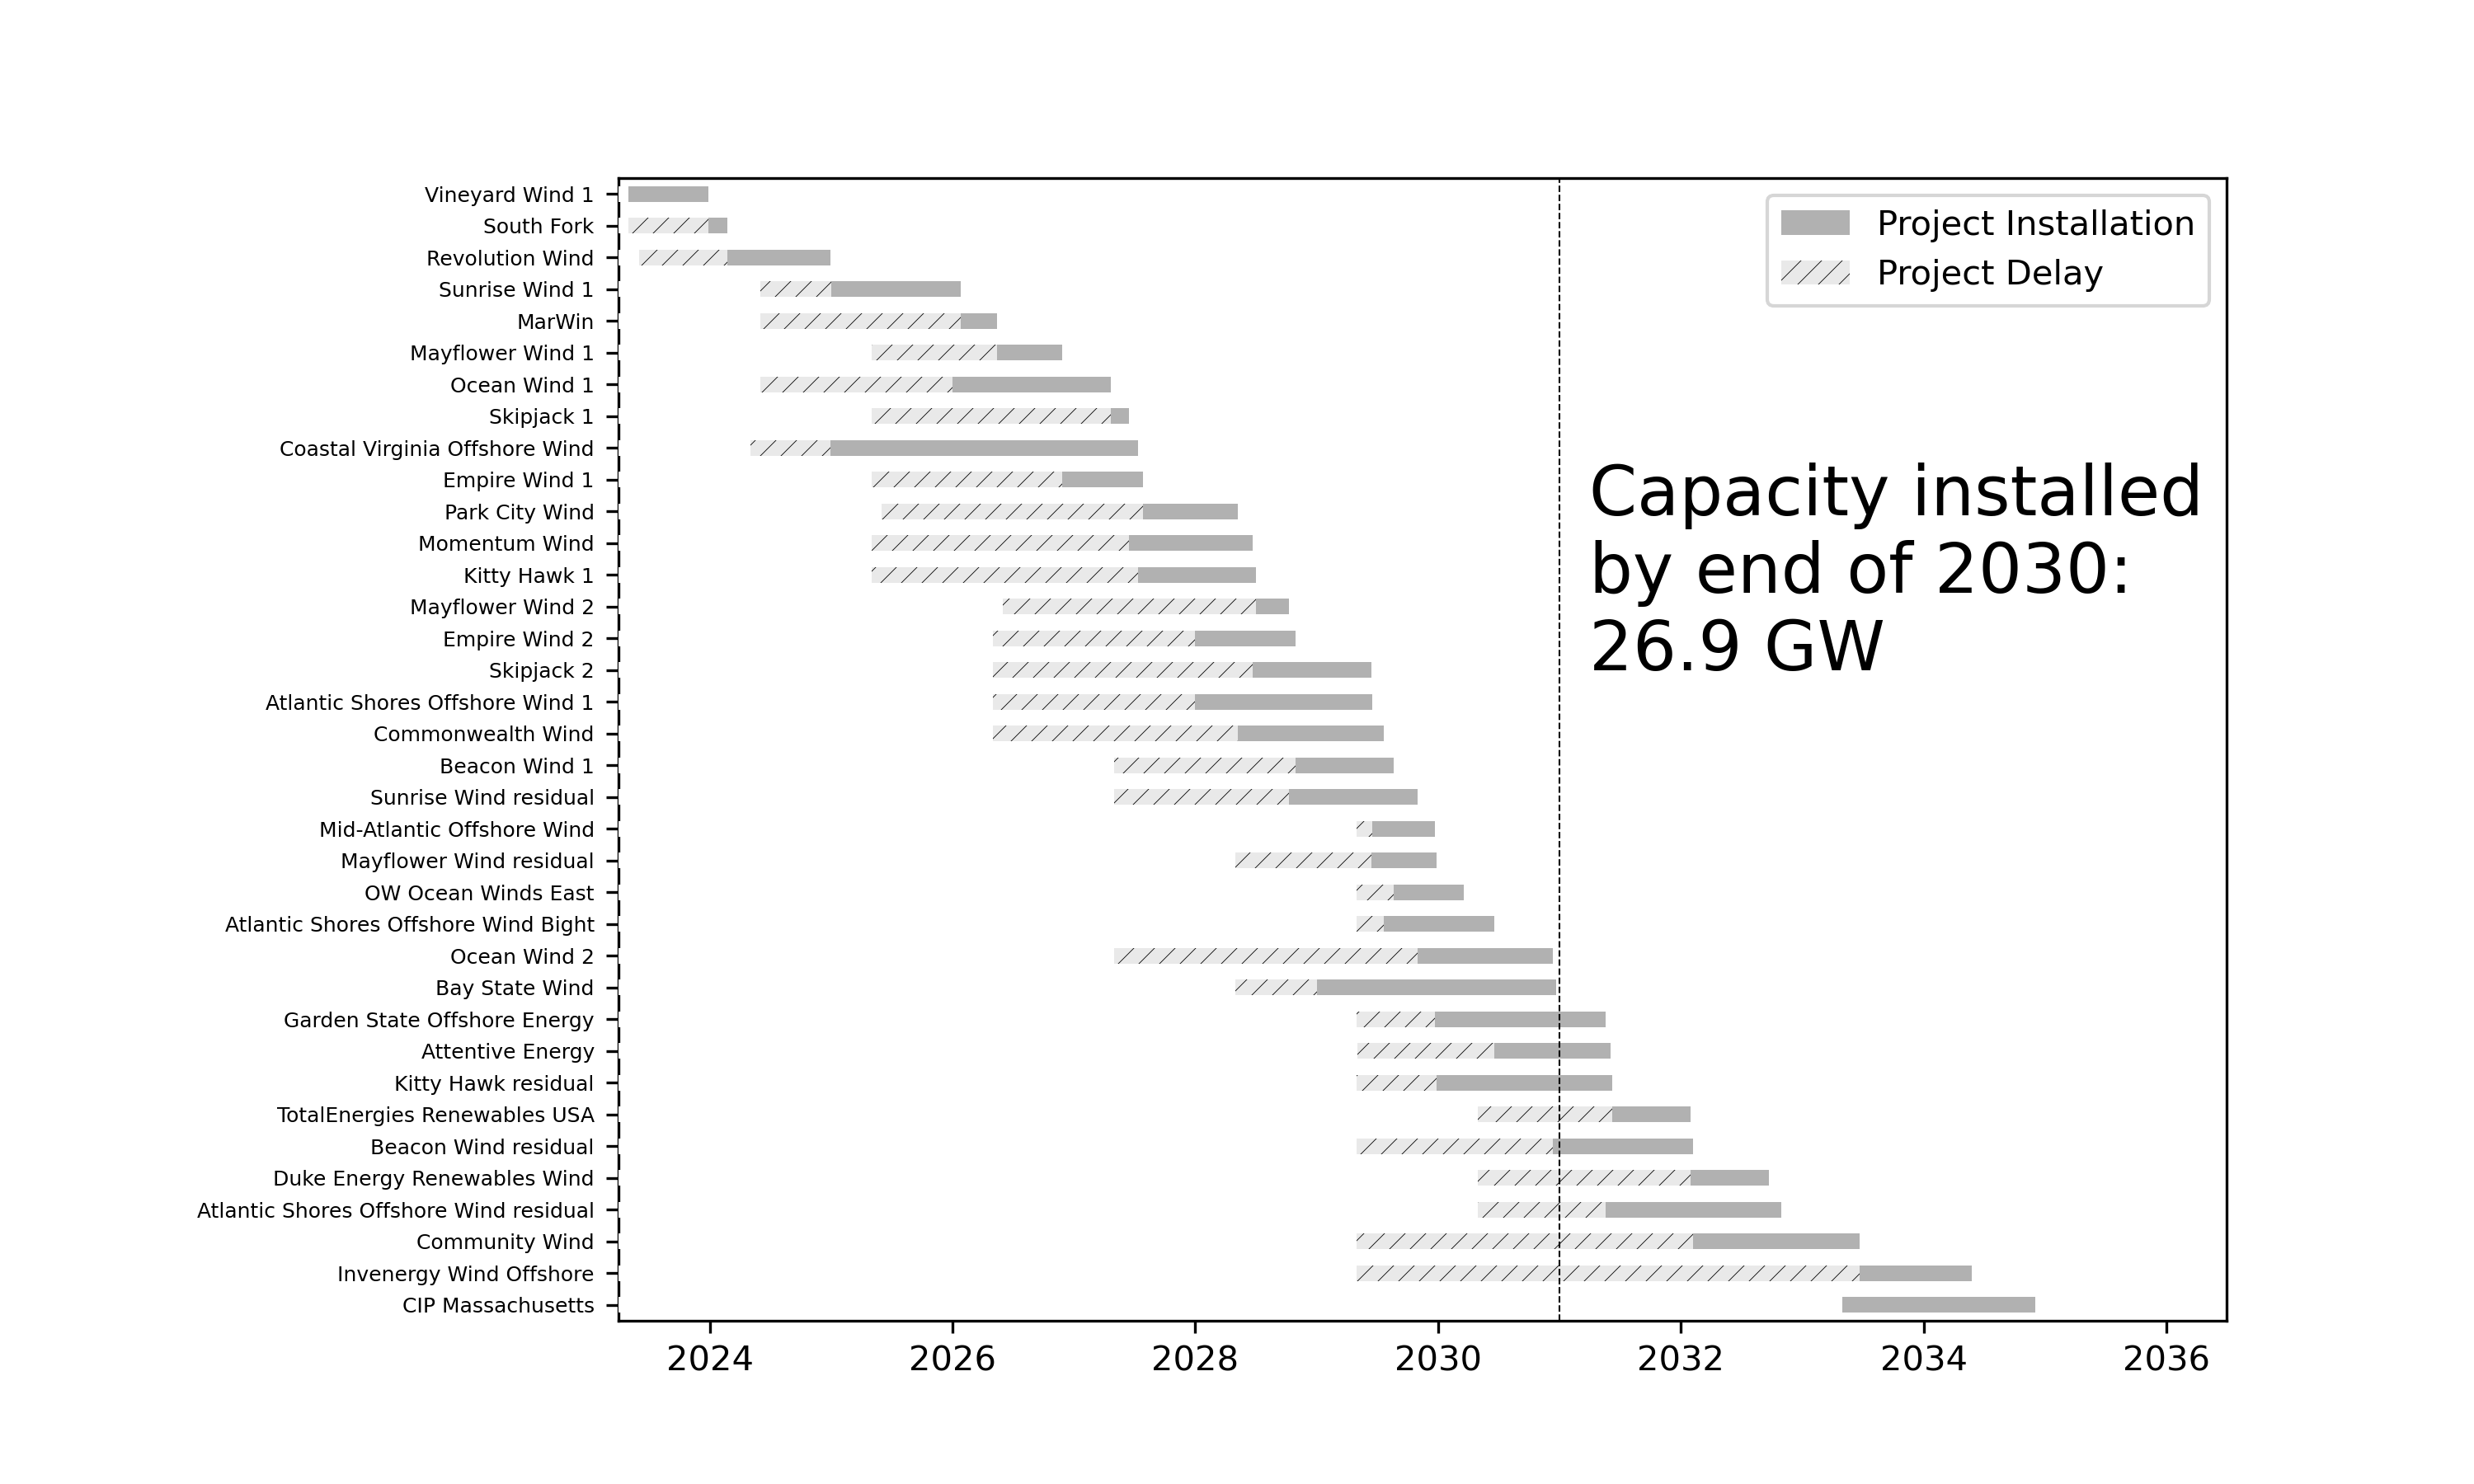 Vineyard Wind 1
South Fork
Revolution Wind
Sunrise Wind 1
MarWin
Mayflower Wind 1
Ocean Wind 1
Skipjack 1
Coastal Virginia Offshore Wind
Empire Wind 1
Park City Wind
Momentum Wind
Kitty Hawk 1
Mayflower Wind 2
Empire Wind 2
Skipjack 2
Atlantic Shores Offshore Wind 1
Commonwealth Wind
Beacon Wind 1
Sunrise Wind residual
Mid-Atlantic Offshore Wind
Mayflower Wind residual
OW Ocean Winds East
Atlantic Shores Offshore Wind Bight
Ocean Wind 2
Bay State Wind
Garden State Offshore Energy
Attentive Energy
Kitty Hawk residual
TotalEnergies Renewables USA
Beacon Wind residual
Duke Energy Renewables Wind
Atlantic Shores Offshore Wind residual
Community Wind
Invenergy Wind Offshore
CIP Massachusetts
Project Installation
Project Delay
Capacity installed
by end of 2030:
26.9 GW
2024 2026 2028 2030 2032 2034 2036